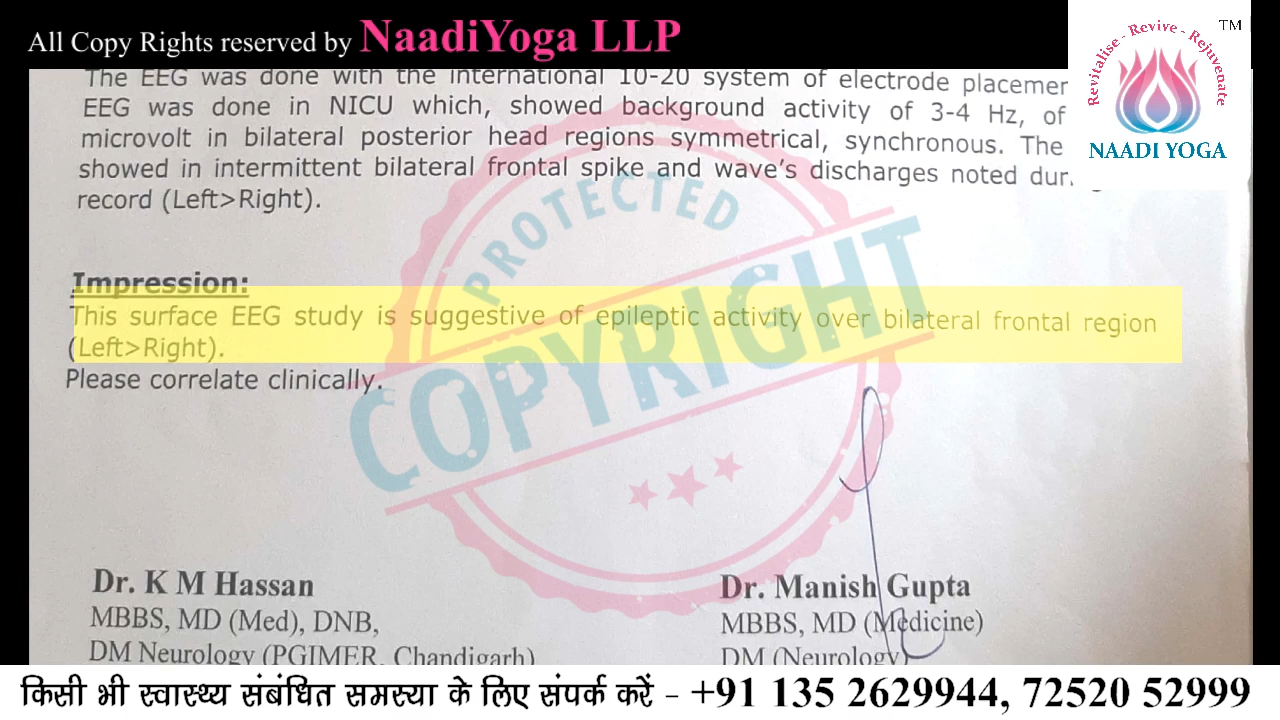 All Copy Rights reserved by NaadiYoga LLP
TM
Revitalise - Revive - Rejuvenate
NAADI YOGA
The EEG was done with the international 10-20 system of electrode
EEG was done in NICU which, showed background activity of 3-4 Hz, of
microvolt in bilateral posterior head regions symmetrical, synchronous. The
showed in intermittent bilateral frontal spike and wave's discharges noted
record (Left>Right).
Impression:
This surface EEG study is suggestive of epileptic activity over bilateral frontal region
(Left>Right).
Please correlate clinically.
PROTECTED
COPYRIGHT
Dr. K M Hassan
MBBS, MD (Med), DNB,
DM Neurology (PGIMER, Chandigarh)
Dr. Manish Gupta
MBBS, MD (Medicine)
DM (Neurology)
किसी भी स्वास्थ्य संबंधित समस्या के लिए संपर्क करें - +91 135 2629944, 72520 52999